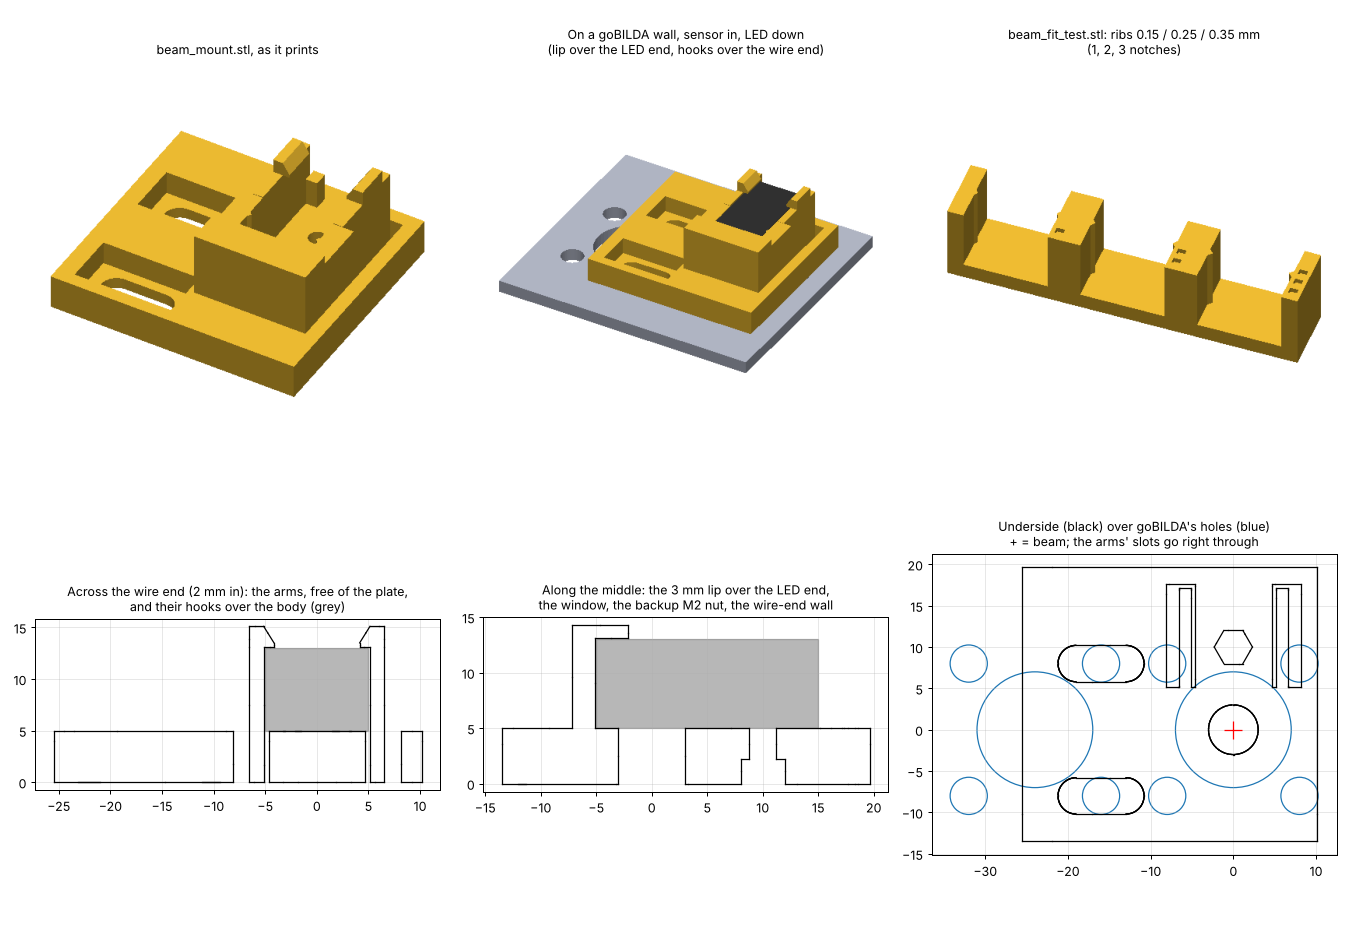 beam_mount.stl, as it prints
On a goBILDA wall, sensor in, LED down
(lip over the LED end, hooks over the wire end)
beam_fit_test.stl: ribs 0.15 / 0.25 / 0.35 mm
(1, 2, 3 notches)
Across the wire end (2 mm in): the arms, free of the plate,
and their hooks over the body (grey)
15
10
5
0
−25 −20 −15 −10 −5 0 5 10
Along the middle: the 3 mm lip over the LED end,
the window, the backup M2 nut, the wire-end wall
15
10
5
0
−15 −10 −5 0 5 10 15 20
Underside (black) over goBILDA's holes (blue)
+ = beam; the arms' slots go right through
20
15
10
5
0
−5
−10
−15
−30 −20 −10 0 10